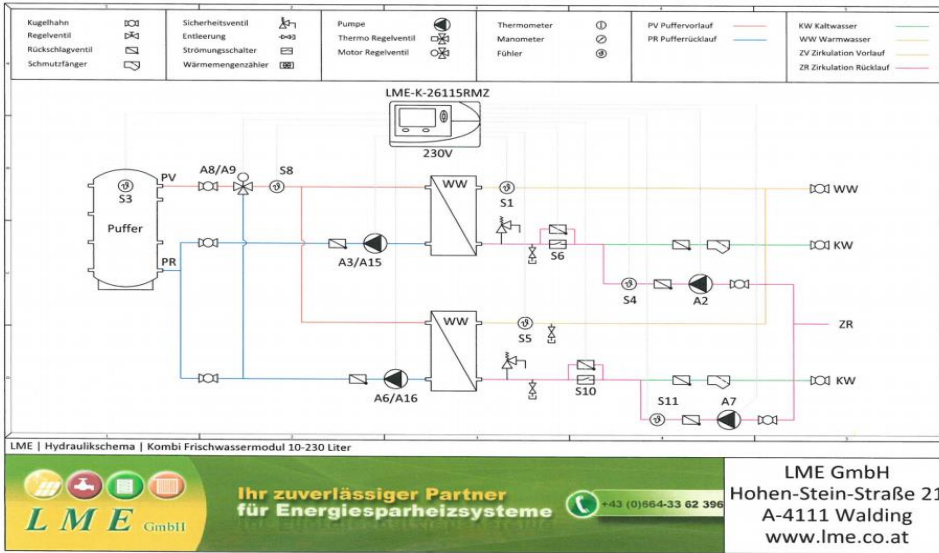 Kugelhahn
Regelventil
Rückschlagventil
Schmutzfänger
Sicherheitsventil
Entleerung
Strömungsschalter
Wärmemengenzähler
Pumpe
Thermo Regelventil
Motor Regelventil
Thermometer
Manometer
Fühler
PV Puffervorlauf
PR Pufferrücklauf
KW Kaltwasser
WW Warmwasser
ZV Zirkulation Vorlauf
ZR Zirkulation Rücklauf
LME-K-26115RMZ
230V
A8/A9
S8
PV
S3
WW
S1
WW
Puffer
KW
A3/A15
S6
PR
S4
A2
WW
S5
ZR
KW
A6/A16
S10
S11
A7
LME | Hydraulikschema | Kombi Frischwassermodul 10-230 Liter
LME GmbH
Ihr zuverlässiger Partner
für Energiesparheizsysteme
+43 (0)664-33 62 396
LME GmbH
Hohen-Stein-Straße 21
A-4111 Walding
www.lme.co.at